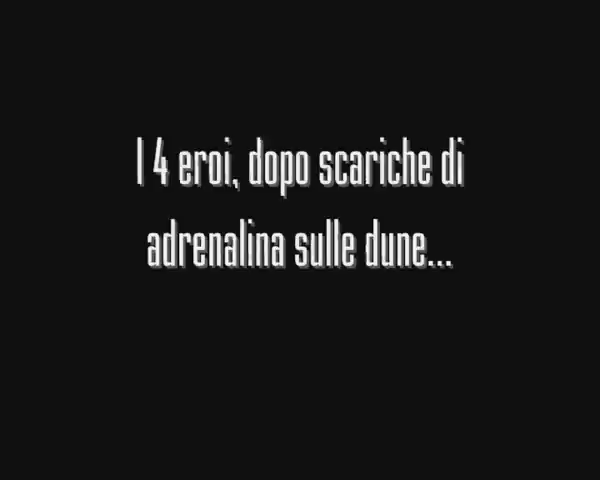 I 4 eroi, dopo scariche di
adrenalina sulle dune...